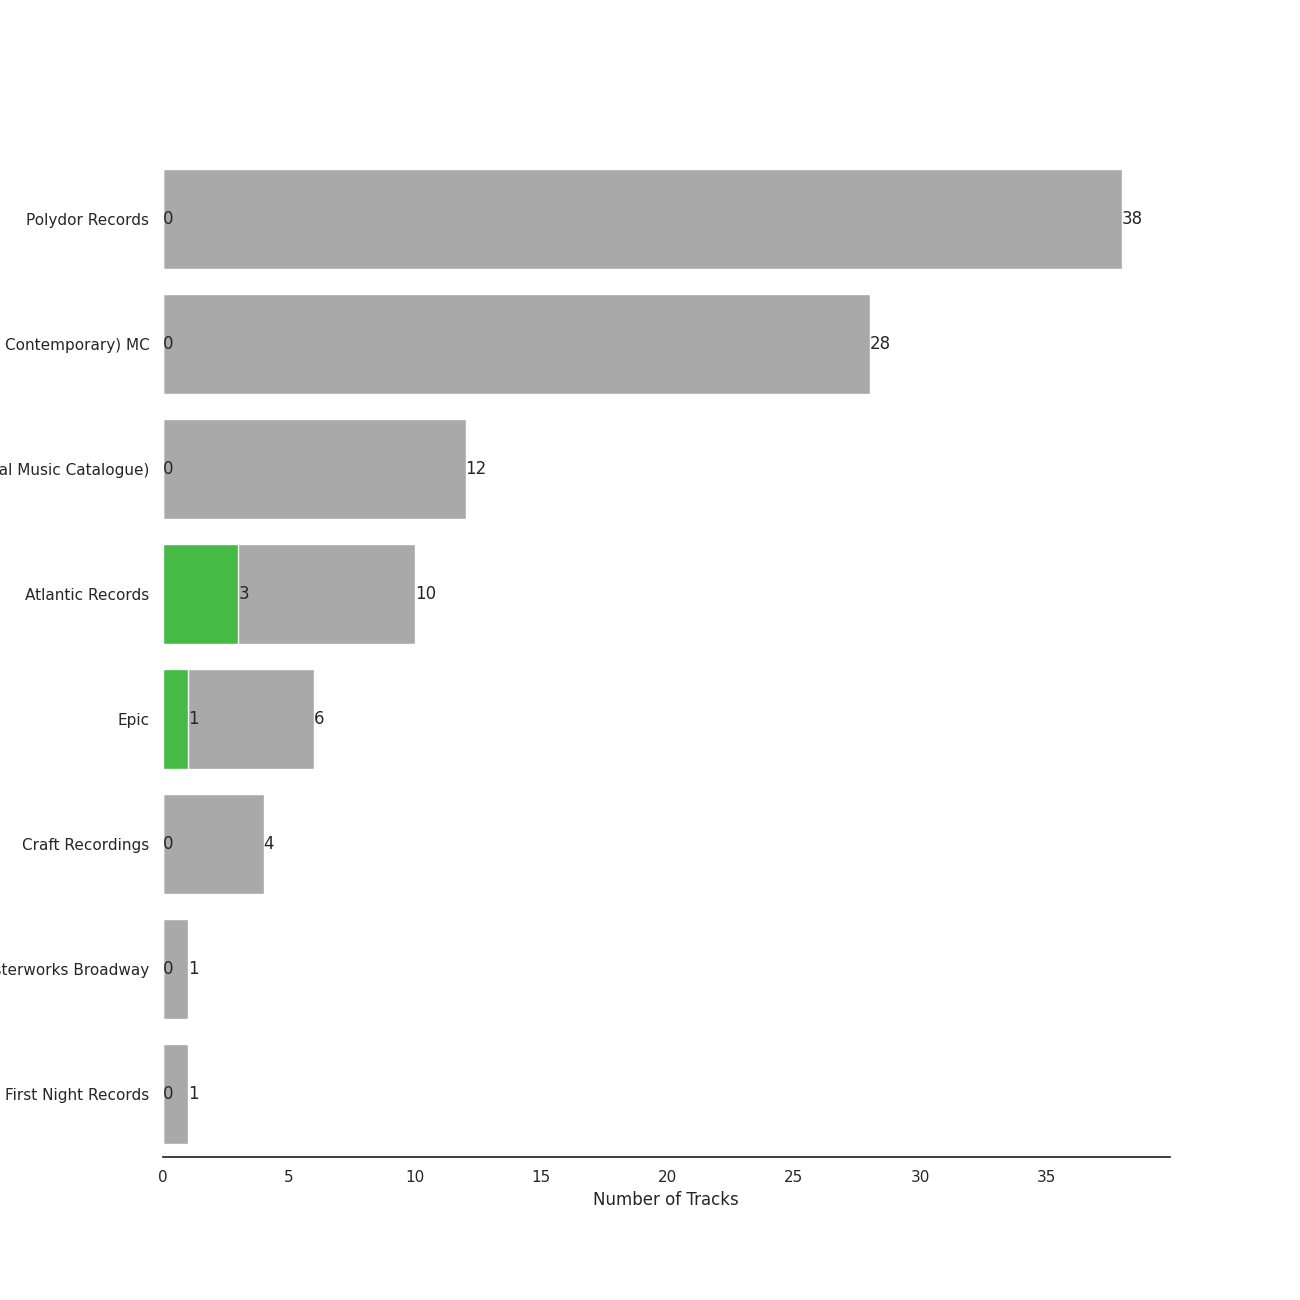 Polydor Records 0 38
Contemporary) MC 0 28
al Music Catalogue) 0 12
Atlantic Records 3 10
Epic 1 6
Craft Recordings 0 4
sterworks Broadway 0 1
First Night Records 0 1
0 5 10 15 20 25 30 35
Number of Tracks